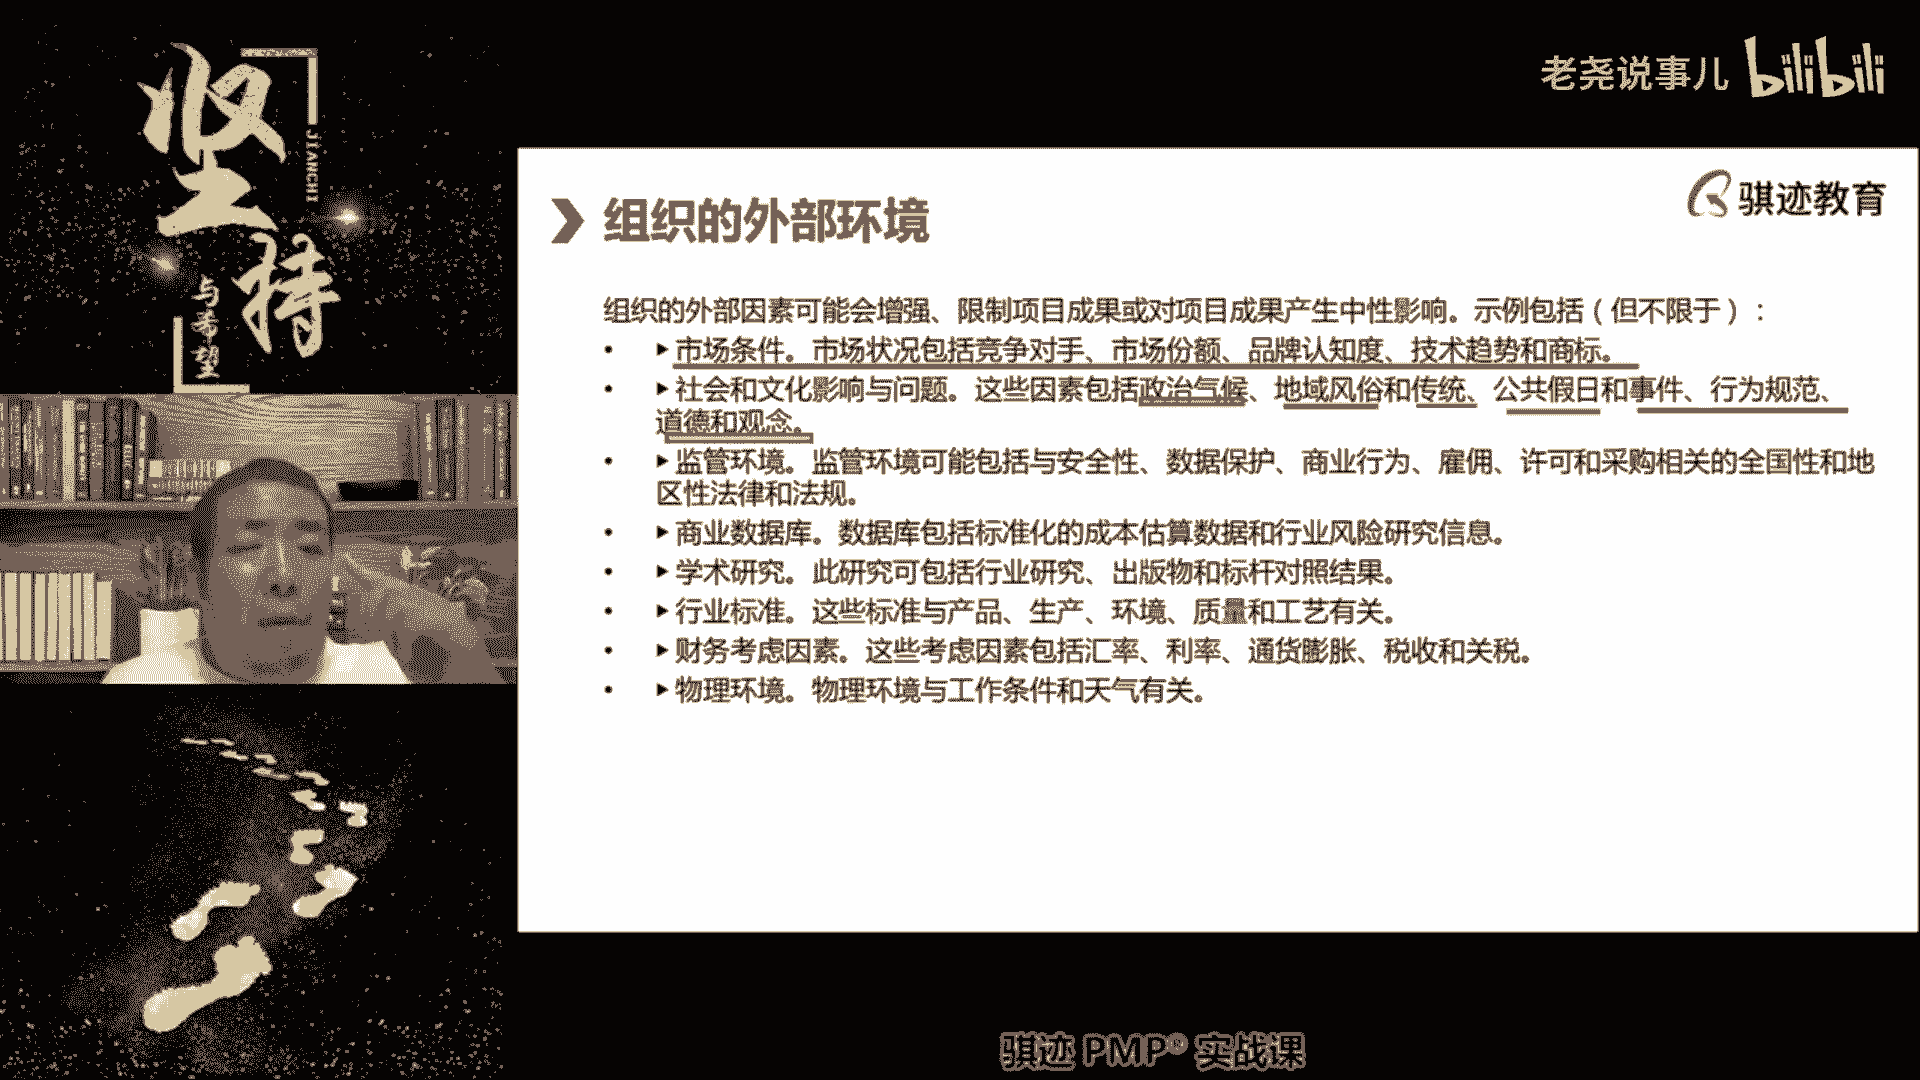 坚持
JIANCHI
与希望
老尧说事儿 bilibili
骐迹教育
组织的外部环境
组织的外部因素可能会增强、限制项目成果或对项目成果产生中性影响。示例包括（但不限于）：
• ▶市场条件。市场状况包括竞争对手、市场份额、品牌认知度、技术趋势和商标。
• ▶社会和文化影响与问题。这些因素包括政治气候、地域风俗和传统、公共假日和事件、行为规范、
道德和观念。
• ▶监管环境。监管环境可能包括与安全性、数据保护、商业行为、雇佣、许可和采购相关的全国性和地
区性法律和法规。
• ▶商业数据库。数据库包括标准化的成本估算数据和行业风险研究信息。
• ▶学术研究。此研究可包括行业研究、出版物和标杆对照结果。
• ▶行业标准。这些标准与产品、生产、环境、质量和工艺有关。
• ▶财务考虑因素。这些考虑因素包括汇率、利率、通货膨胀、税收和关税。
• ▶物理环境。物理环境与工作条件和天气有关。
骐迹 PMP® 实战课